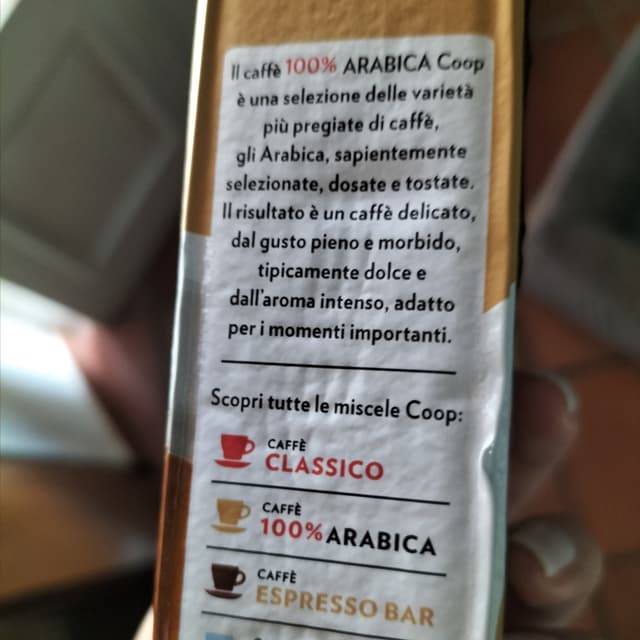 Il caffè 100% ARABICA Coop
è una selezione delle varietà
più pregiate di caffè,
gli Arabica, sapientemente
selezionate, dosate e tostate.
Il risultato è un caffè delicato,
dal gusto pieno e morbido,
tipicamente dolce e
dall'aroma intenso, adatto
per i momenti importanti.
Scopri tutte le miscele Coop:
CAFFÈ
CLASSICO
CAFFÈ
100% ARABICA
CAFFÈ
ESPRESSO BAR